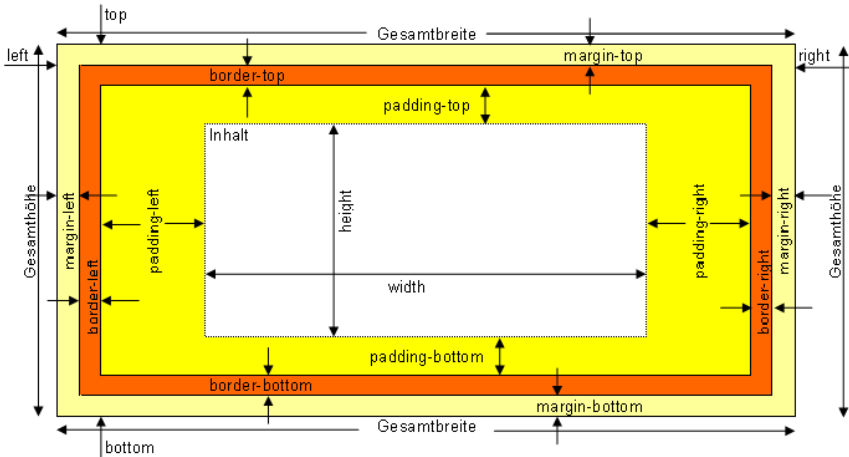 top
Gesamtbreite
left
margin-top
right
border-top
padding-top
Inhalt
Gesamthöhe
margin-left
border-left
padding-left
height
width
padding-right
border-right
margin-right
Gesamthöhe
padding-bottom
border-bottom
margin-bottom
Gesamtbreite
bottom